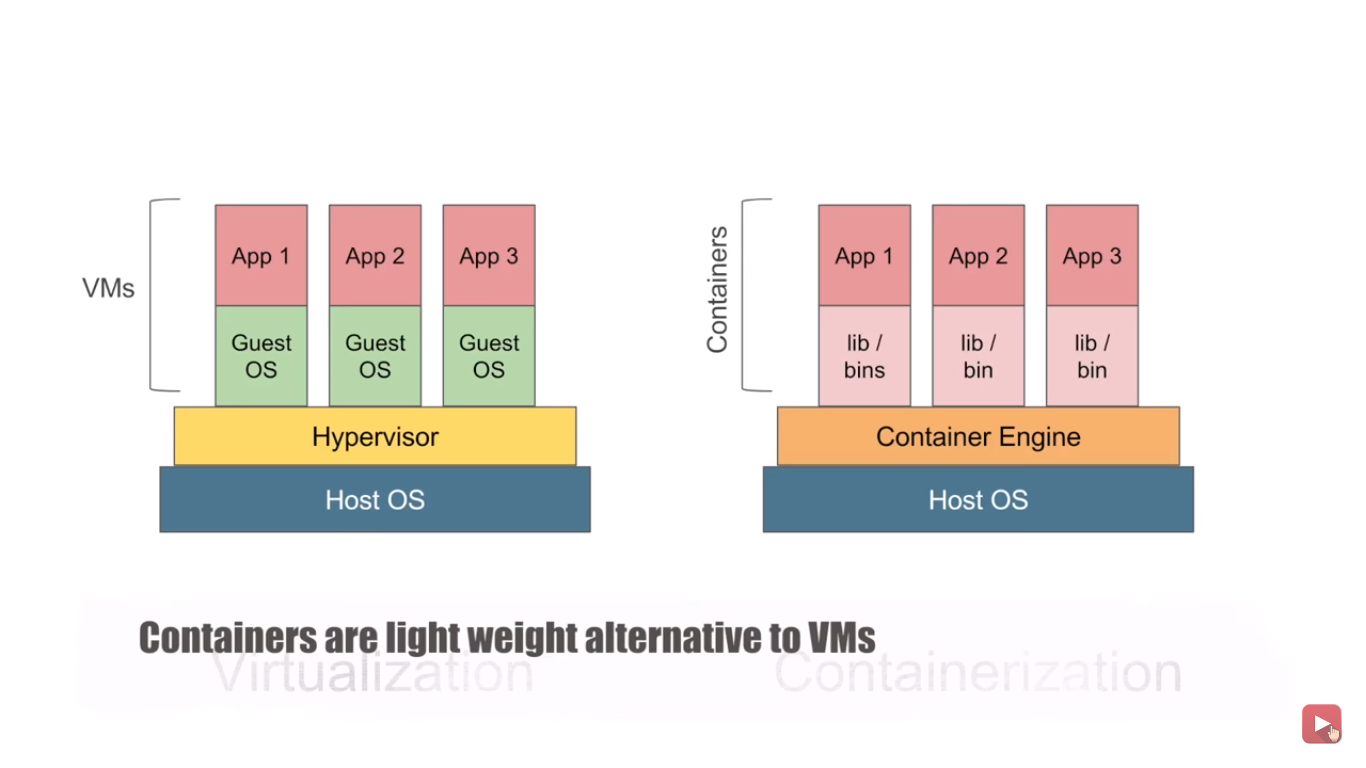 VMs
App 1
App 2
App 3
Guest
OS
Guest
OS
Guest
OS
Hypervisor
Host OS
Containers
App 1
App 2
App 3
lib /
bins
lib /
bin
lib /
bin
Container Engine
Host OS
Containers are light weight alternative to VMs
Virtualization
Containerization